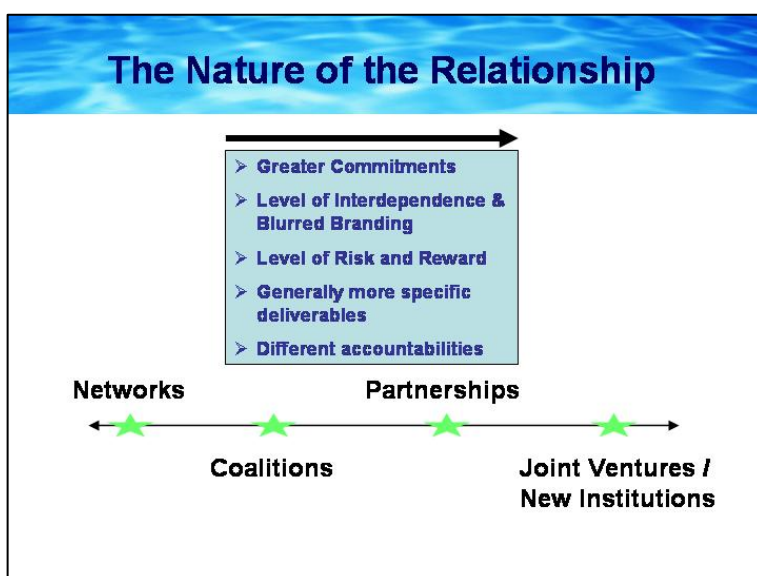 The Nature of the Relationship
➢ Greater Commitments
➢ Level of Interdependence &
Blurred Branding
➢ Level of Risk and Reward
➢ Generally more specific
deliverables
➢ Different accountabilities
Networks
Partnerships
Coalitions
Joint Ventures /
New Institutions